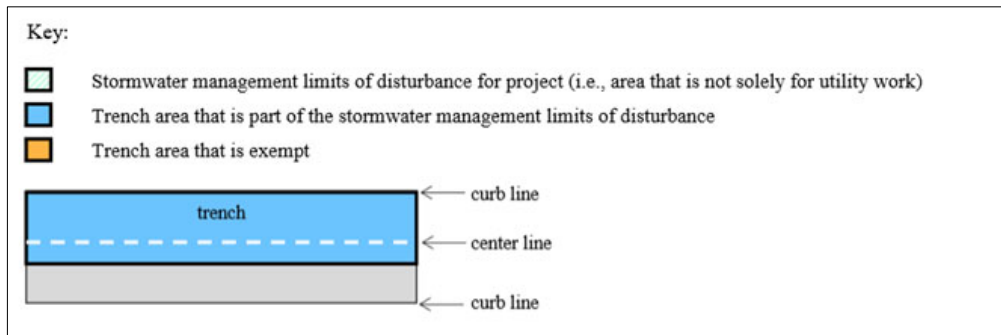 Key:
Stormwater management limits of disturbance for project (i.e., area that is not solely for utility work)
Trench area that is part of the stormwater management limits of disturbance
Trench area that is exempt
curb line
trench
center line
curb line